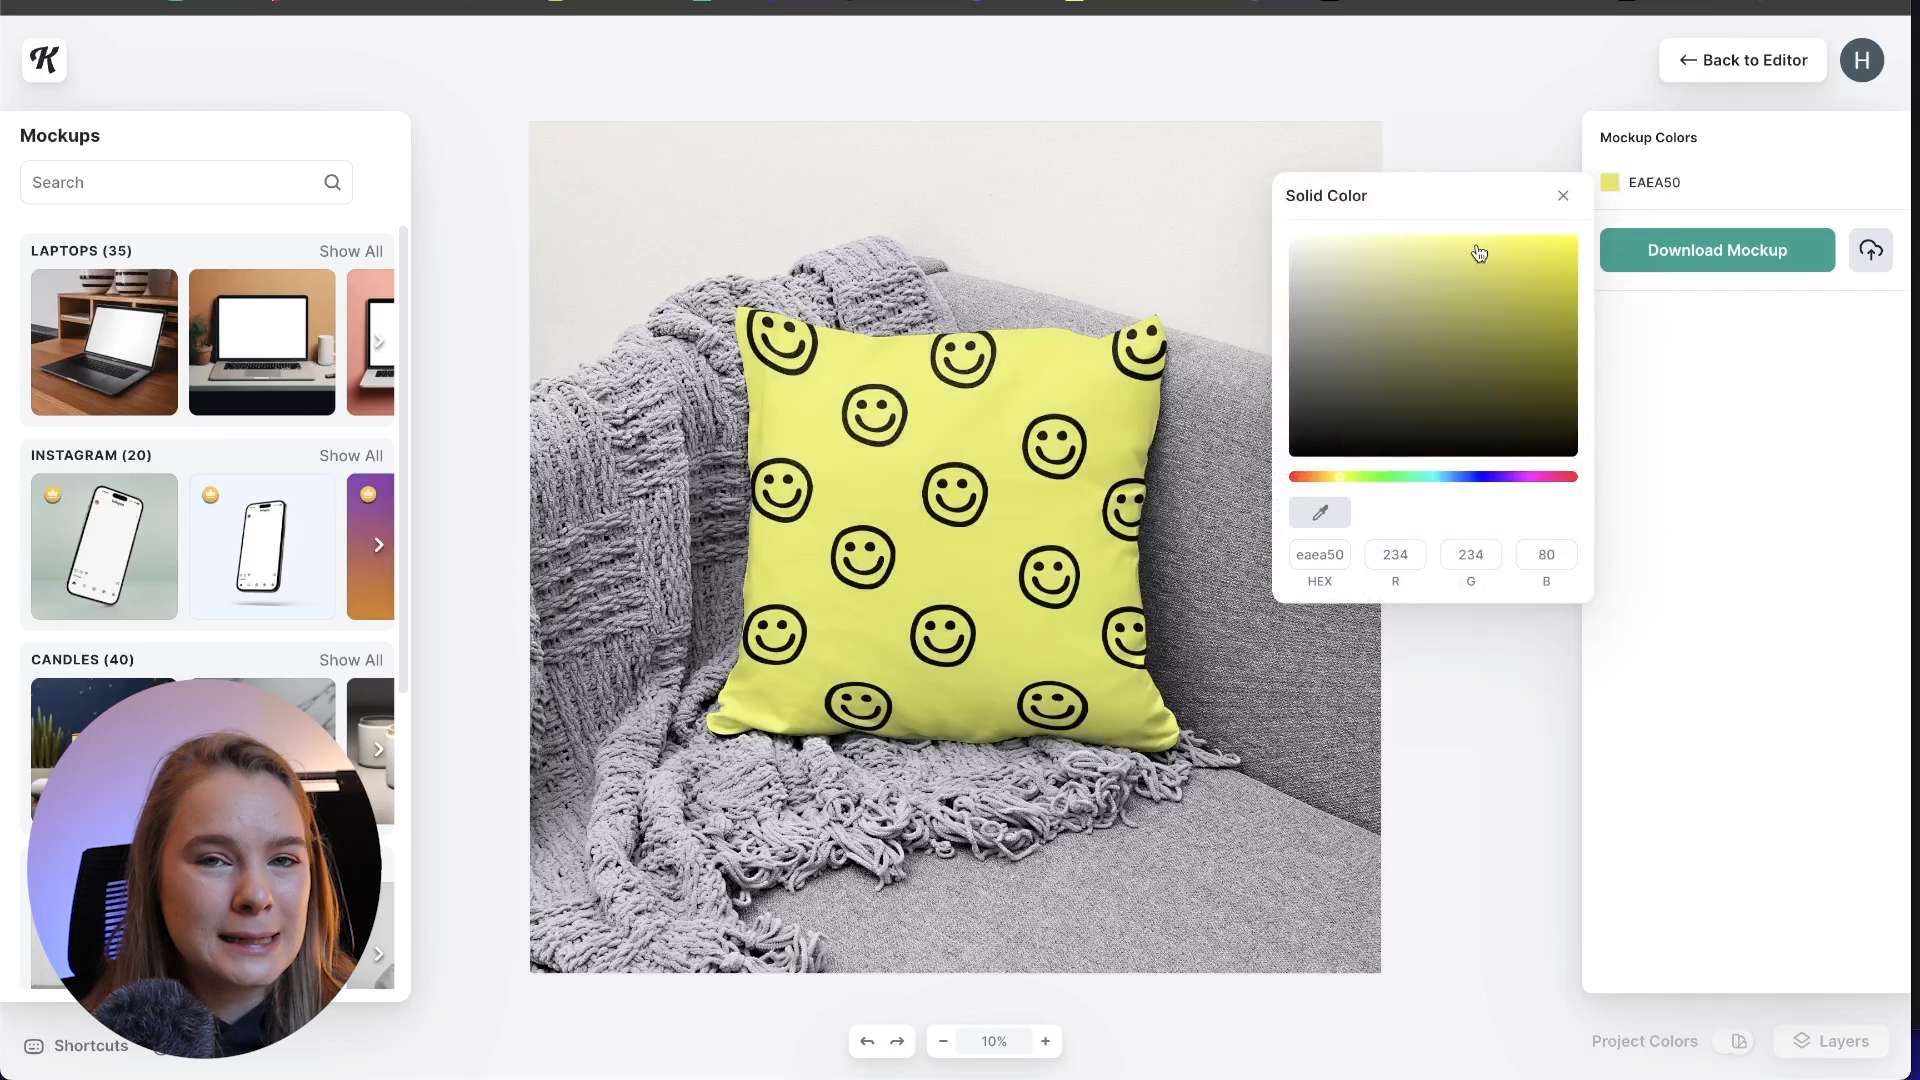 K
← Back to Editor
H
Mockups
Search
LAPTOPS (35)
Show All
INSTAGRAM (20)
Show All
CANDLES (40)
Show All
Shortcuts
Solid Color
eaea50
234
234
80
HEX
R
G
B
Mockup Colors
EAEA50
Download Mockup
10%
Project Colors
Layers